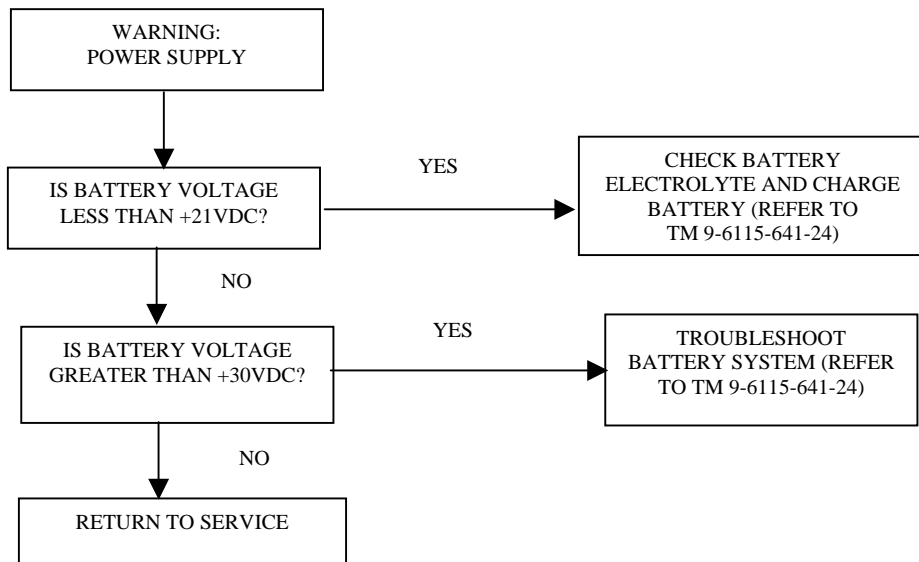 WARNING:
POWER SUPPLY
YES
IS BATTERY VOLTAGE
LESS THAN +21VDC?
CHECK BATTERY
ELECTROLYTE AND CHARGE
BATTERY (REFER TO
TM 9-6115-641-24)
NO
YES
IS BATTERY VOLTAGE
GREATER THAN +30VDC?
TROUBLESHOOT
BATTERY SYSTEM (REFER
TO TM 9-6115-641-24)
NO
RETURN TO SERVICE